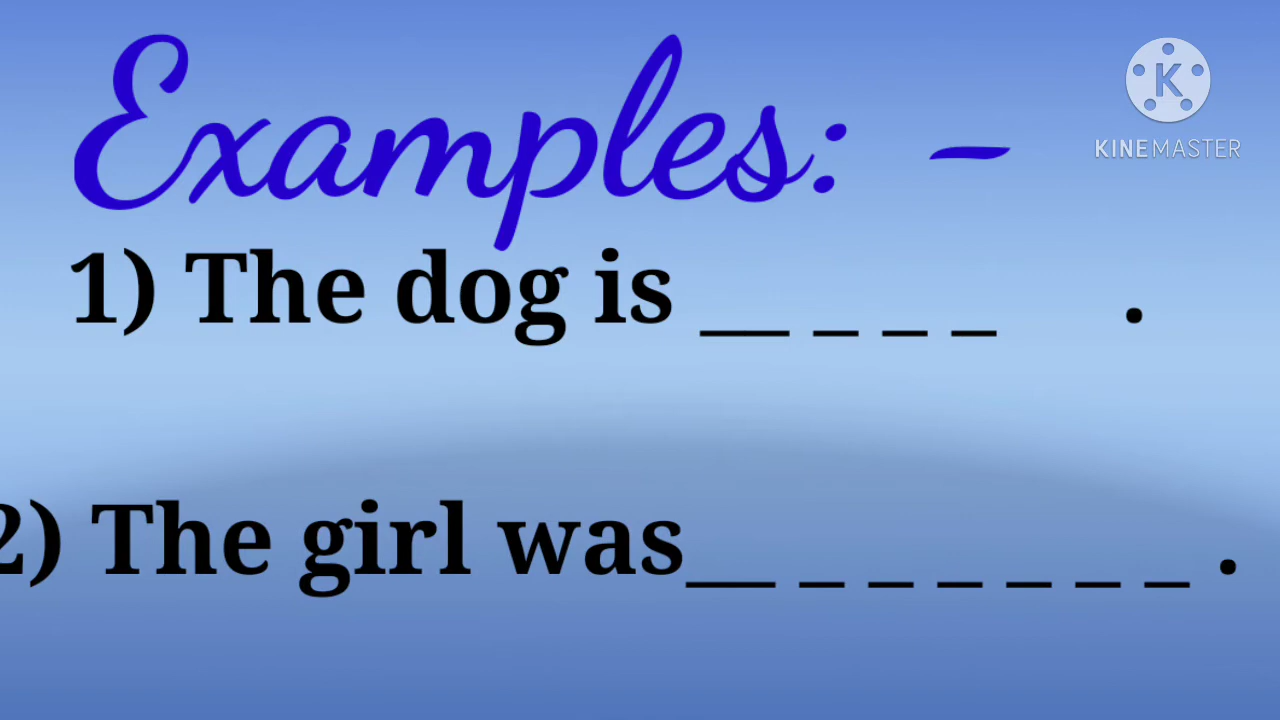 Examples: -
KINEMASTER
1) The dog is __ _ _ _ .
2) The girl was__ _ _ _ _ _ _ .